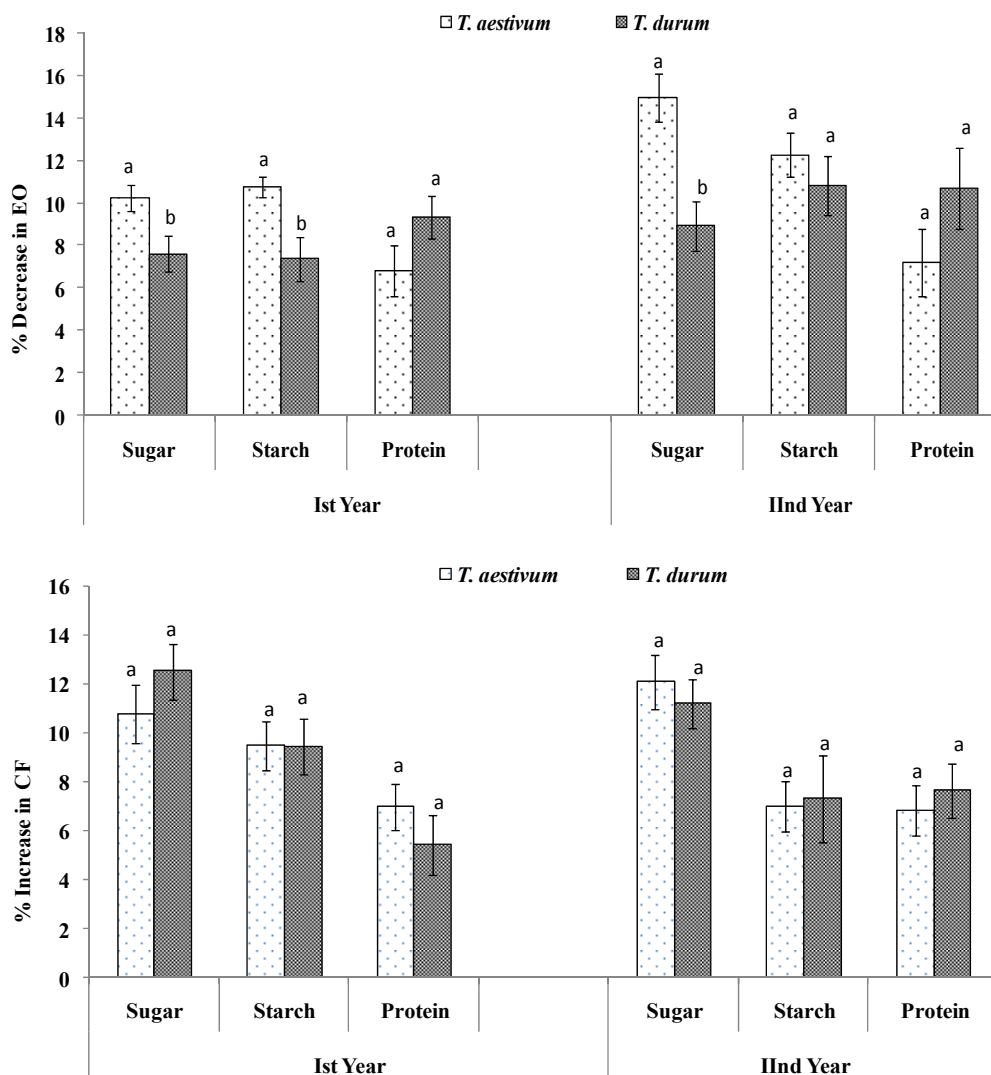 T. aestivum T. durum
% Decrease in EO
18
16
14
12
10
8
6
4
2
0
a
b
a
b
a
a
a
b
a
a
a
a
Sugar Starch Protein Sugar Starch Protein
Ist Year IInd Year
T. aestivum T. durum
% Increase in CF
16
14
12
10
8
6
4
2
0
a
a
a
a
a
a
a
a
a
a
a
a
Sugar Starch Protein Sugar Starch Protein
Ist Year IInd Year